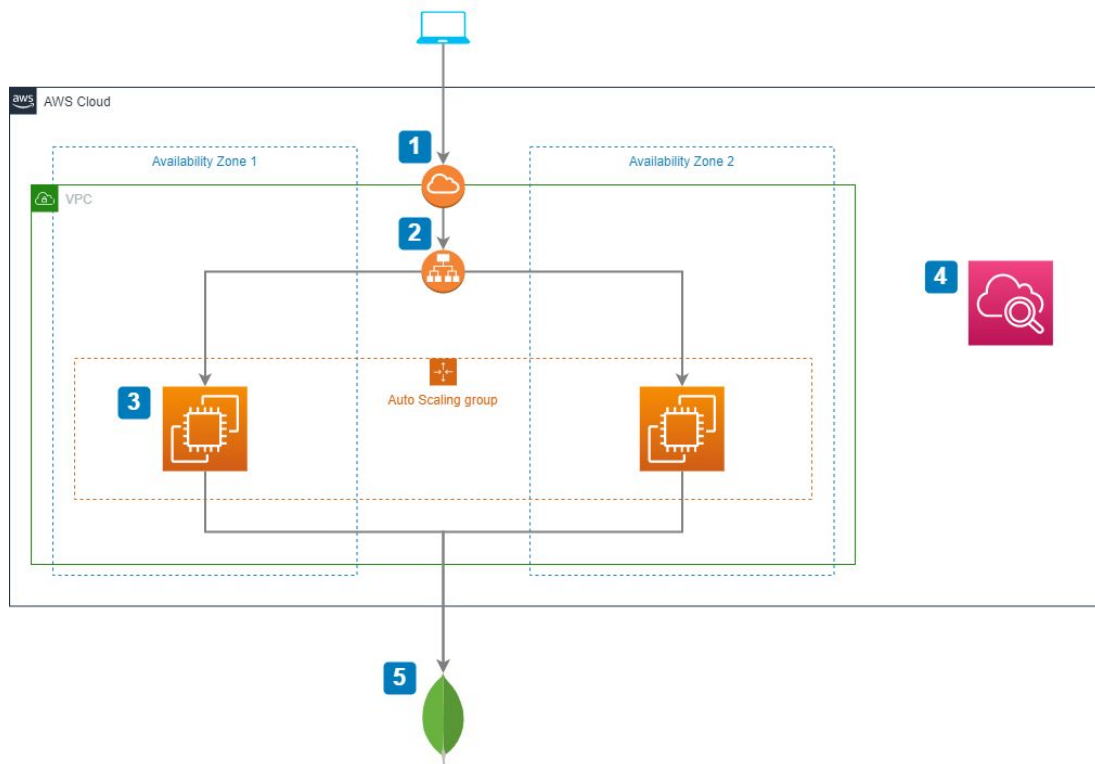 aws
AWS Cloud
1
Availability Zone 1
Availability Zone 2
VPC
2
4
3
Auto Scaling group
5